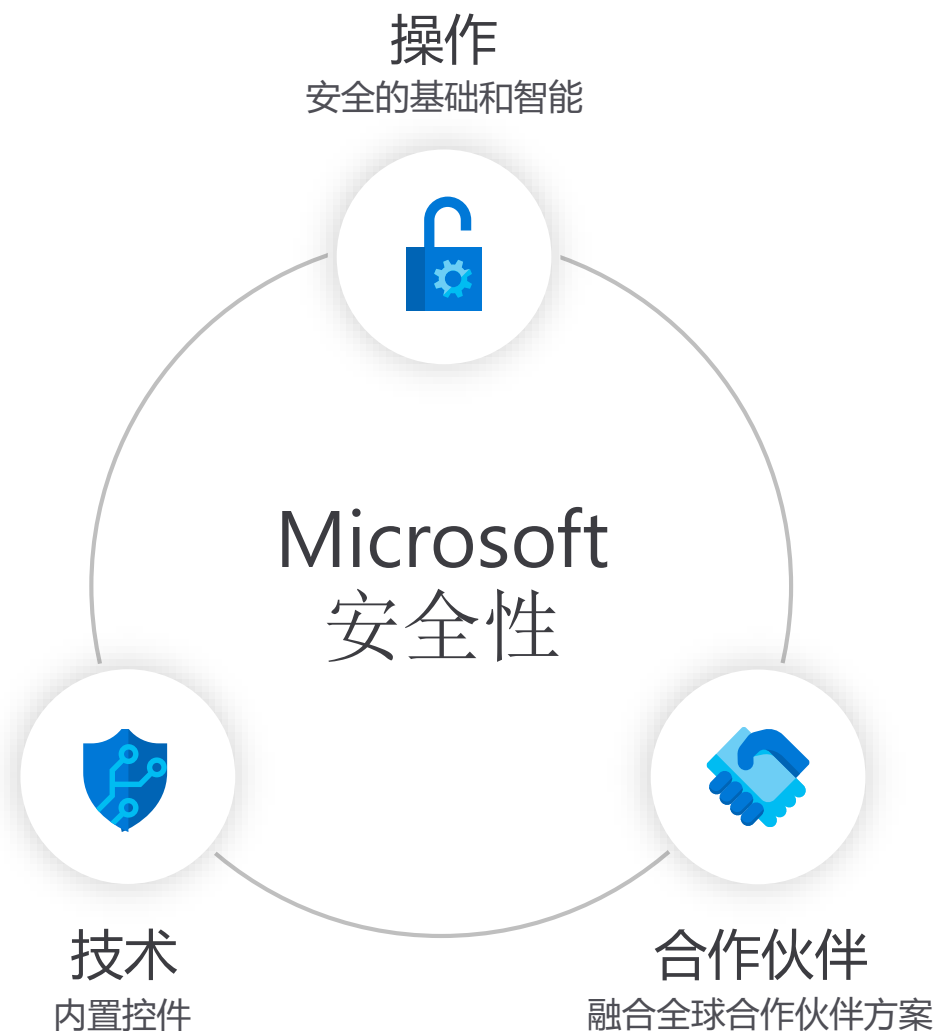 操作
安全的基础和智能
Microsoft
安全性
技术
内置控件
合作伙伴
融合全球合作伙伴方案